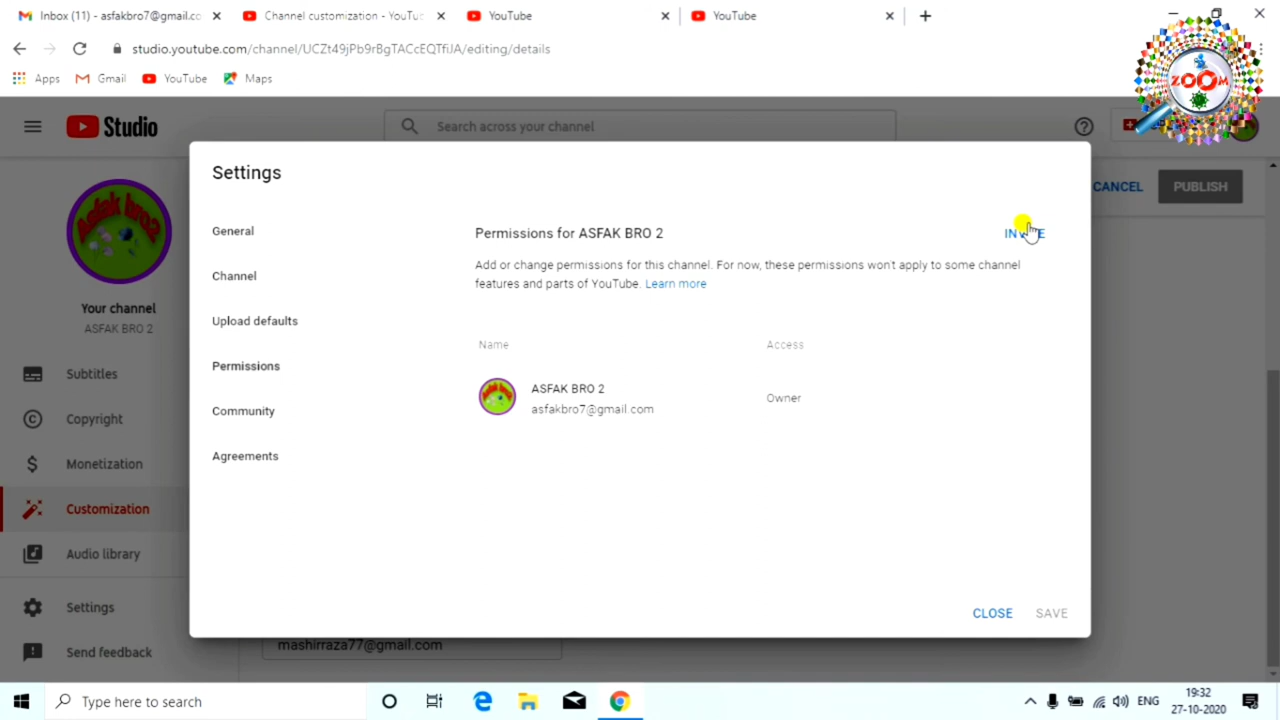 Inbox (11) - asfakbro7@gmail.co
Channel customization - YouTu
YouTube
YouTube
studio.youtube.com/channel/UCZt49jPb9rBgTACcEQTfiJA/editing/details
Apps
Gmail
YouTube
Maps
ZOOM
Studio
Search across your channel
Settings
CANCEL
PUBLISH
Asfak bro2
General
Permissions for ASFAK BRO 2
INVITE
Add or change permissions for this channel. For now, these permissions won't apply to some channel
features and parts of YouTube. Learn more
Channel
Your channel
ASFAK BRO 2
Upload defaults
Name
Access
Permissions
Subtitles
ASFAK BRO 2
asfakbro7@gmail.com
Owner
Community
Copyright
Agreements
Monetization
Customization
Audio library
Settings
CLOSE
SAVE
Send feedback
mashirraza77@gmail.com
Type here to search
ENG
19:32
27-10-2020